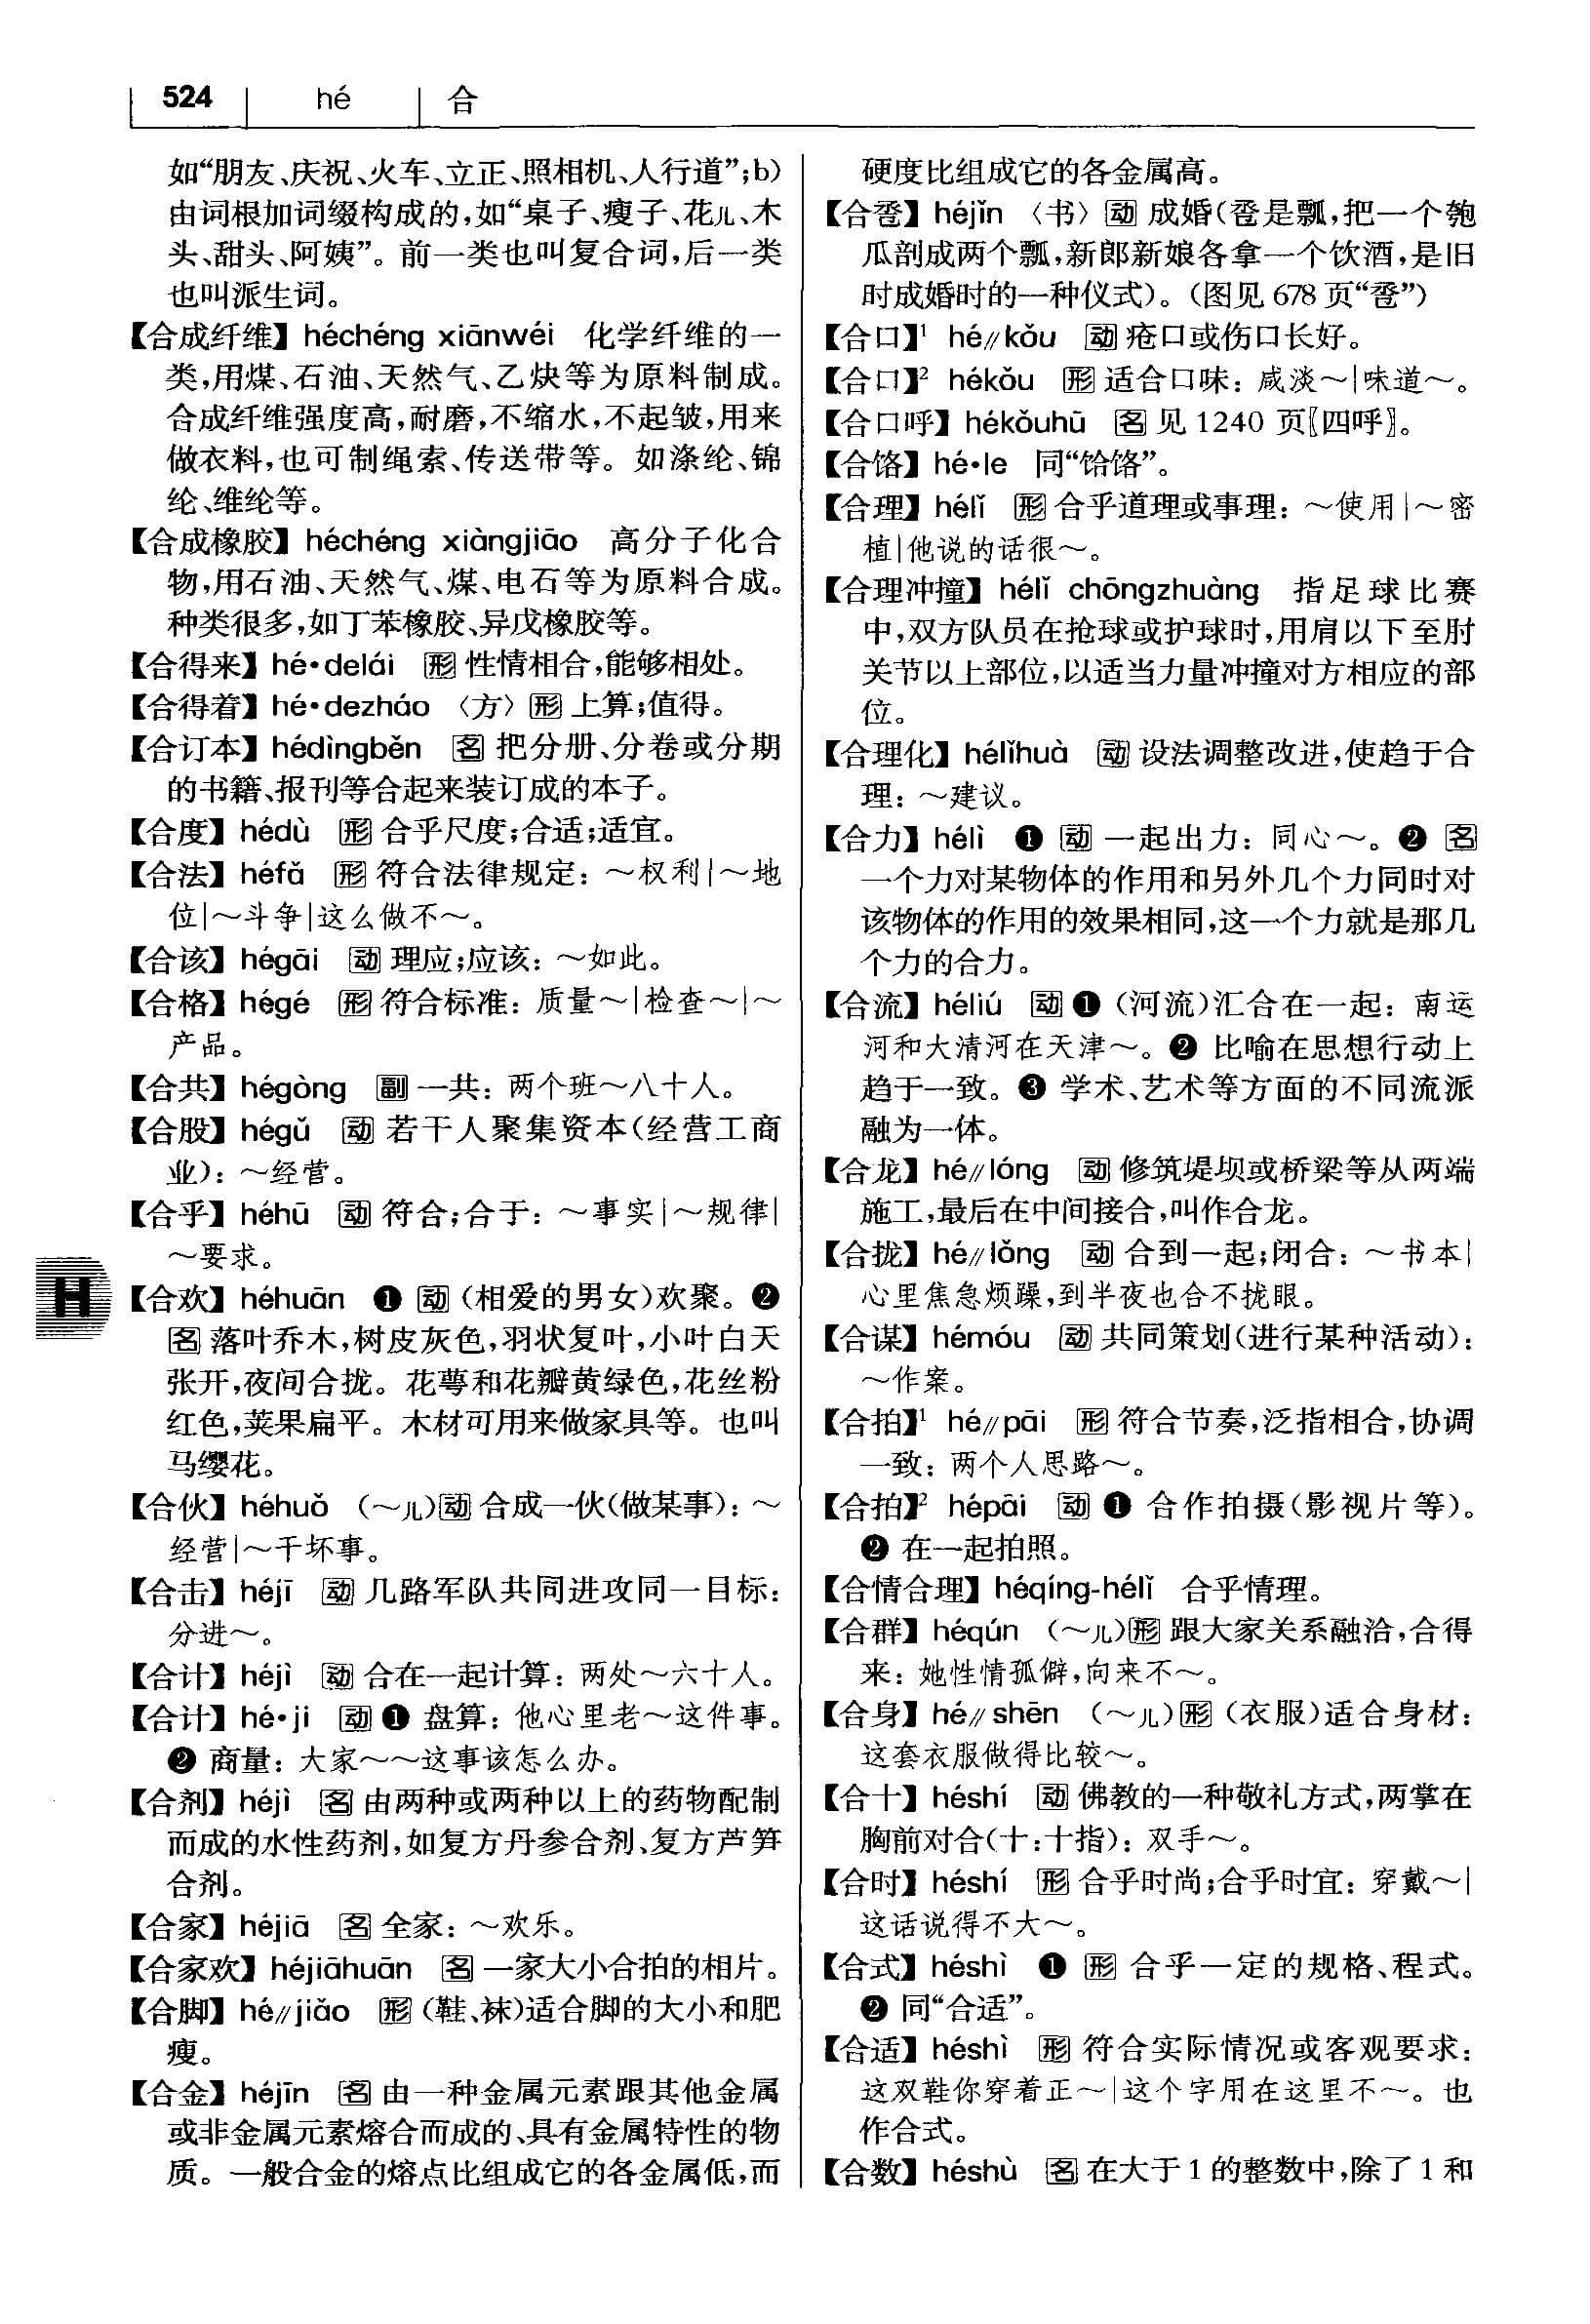 524 hé 合
如“朋友、庆祝、火车、立正、照相机、人行道”;b)
由词根加词缀构成的,如“桌子、瘦子、花儿、木
头、甜头、阿姨”。前一类也叫复合词,后一类
也叫派生词。
【合成纤维】héchéng xiānwéi 化学纤维的一
类,用煤、石油、天然气、乙炔等为原料制成。
合成纤维强度高,耐磨,不缩水,不起皱,用来
做衣料,也可制绳索、传送带等。如涤纶、锦
纶、维纶等。
【合成橡胶】héchéng xiàngjiāo 高分子化合
物,用石油、天然气、煤、电石等为原料合成。
种类很多,如丁苯橡胶、异戊橡胶等。
【合得来】hé•delái 形 性情相合,能够相处。
【合得着】hé•dezháo 〈方〉形 上算;值得。
【合订本】hédìngběn 名 把分册、分卷或分期
的书籍、报刊等合起来装订成的本子。
【合度】hédù 形 合乎尺度;合适;适宜。
【合法】héfǎ 形 符合法律规定:～权利|～地
位|～斗争|这么做不～。
【合该】hégāi 动 理应;应该:～如此。
【合格】hégé 形 符合标准:质量～|检查～|～
产品。
【合共】hégòng 副 一共:两个班～八十人。
【合股】hégǔ 动 若干人聚集资本(经营工商
业):～经营。
【合乎】héhū 动 符合;合于:～事实|～规律|
～要求。
H
【合欢】héhuān ❶ 动 (相爱的男女)欢聚。❷
名 落叶乔木,树皮灰色,羽状复叶,小叶白天
张开,夜间合拢。花萼和花瓣黄绿色,花丝粉
红色,荚果扁平。木材可用来做家具等。也叫
马缨花。
【合伙】héhuǒ (～儿)动 合成一伙(做某事):～
经营|～干坏事。
【合击】héjī 动 几路军队共同进攻同一目标:
分进～。
【合计】héjì 动 合在一起计算:两处～六十人。
【合计】hé•ji 动 ❶ 盘算:他心里老～这件事。
❷ 商量:大家～～这事该怎么办。
【合剂】héjì 名 由两种或两种以上的药物配制
而成的水性药剂,如复方丹参合剂、复方芦笋
合剂。
【合家】héjiā 名 全家:～欢乐。
【合家欢】héjiāhuān 名 一家大小合拍的相片。
【合脚】hé//jiǎo 形 (鞋、袜)适合脚的大小和肥
瘦。
【合金】héjīn 名 由一种金属元素跟其他金属
或非金属元素熔合而成的、具有金属特性的物
质。一般合金的熔点比组成它的各金属低,而
硬度比组成它的各金属高。
【合卺】héjǐn 〈书〉动 成婚(卺是瓢,把一个匏
瓜剖成两个瓢,新郎新娘各拿一个饮酒,是旧
时成婚时的一种仪式)。(图见 678 页“卺”)
【合口】¹ hé//kǒu 动 疮口或伤口长好。
【合口】² hékǒu 形 适合口味:咸淡～|味道～。
【合口呼】hékǒuhū 名 见 1240 页〖四呼〗。
【合饹】hé•le 同“饸饹”。
【合理】hélǐ 形 合乎道理或事理:～使用|～密
植|他说的话很～。
【合理冲撞】hélǐ chōngzhuàng 指足球比赛
中,双方队员在抢球或护球时,用肩以下至肘
关节以上部位,以适当力量冲撞对方相应的部
位。
【合理化】hélǐhuà 动 设法调整改进,使趋于合
理:～建议。
【合力】hélì ❶ 动 一起出力:同心～。❷ 名
一个力对某物体的作用和另外几个力同时对
该物体的作用的效果相同,这一个力就是那几
个力的合力。
【合流】héliú 动 ❶ (河流)汇合在一起:南运
河和大清河在天津～。❷ 比喻在思想行动上
趋于一致。❸ 学术、艺术等方面的不同流派
融为一体。
【合龙】hé//lóng 动 修筑堤坝或桥梁等从两端
施工,最后在中间接合,叫作合龙。
【合拢】hé//lǒng 动 合到一起;闭合:～书本|
心里焦急烦躁,到半夜也合不拢眼。
【合谋】hémóu 动 共同策划(进行某种活动):
～作案。
【合拍】¹ hé//pāi 形 符合节奏,泛指相合,协调
一致:两个人思路～。
【合拍】² hépāi 动 ❶ 合作拍摄(影视片等)。
❷ 在一起拍照。
【合情合理】héqíng-hélǐ 合乎情理。
【合群】héqún (～儿)形 跟大家关系融洽,合得
来:她性情孤僻,向来不～。
【合身】hé//shēn (～儿)形 (衣服)适合身材:
这套衣服做得比较～。
【合十】héshí 动 佛教的一种敬礼方式,两掌在
胸前对合(十:十指):双手～。
【合时】héshí 形 合乎时尚;合乎时宜:穿戴～|
这话说得不大～。
【合式】héshì ❶ 形 合乎一定的规格、程式。
❷ 同“合适”。
【合适】héshì 形 符合实际情况或客观要求:
这双鞋你穿着正～|这个字用在这里不～。也
作合式。
【合数】héshù 名 在大于 1 的整数中,除了 1 和